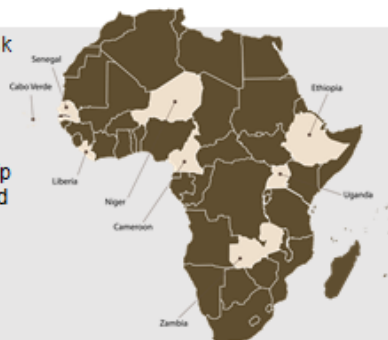 k
Senegal
Cabo Verde
Ethiopia
p
d
Liberia
Niger
Uganda
Cameroon
Zambia